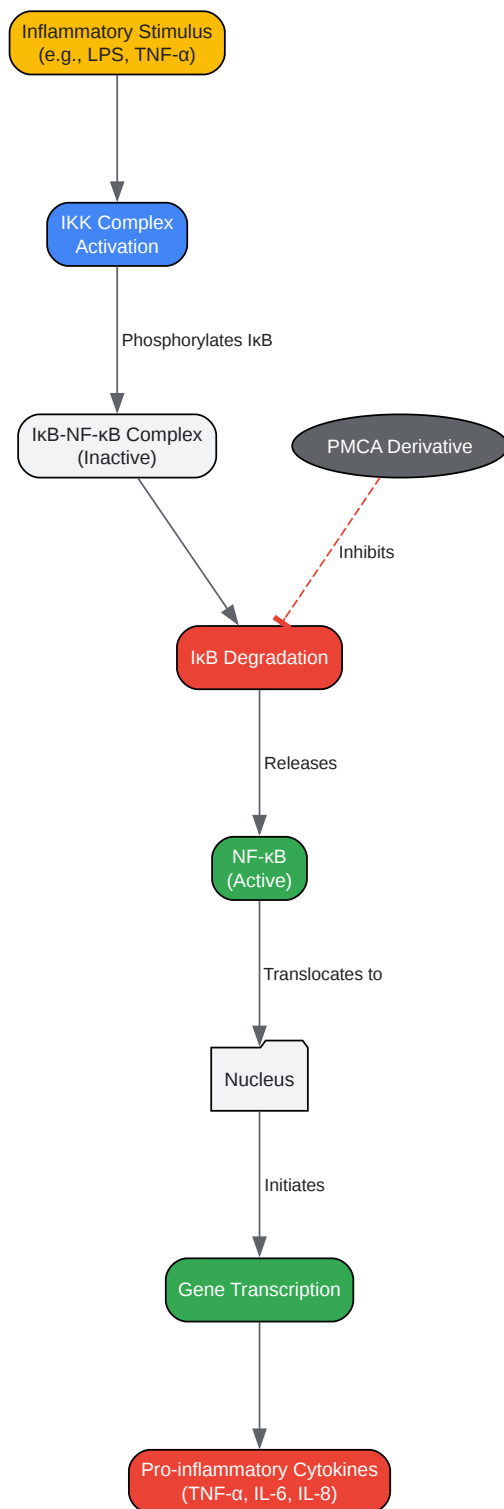 Inflammatory Stimulus
(e.g., LPS, TNF-α)
IKK Complex
Activation
Phosphorylates IκB
IκB-NF-κB Complex
(Inactive)
PMCA Derivative
Inhibits
IκB Degradation
Releases
NF-κB
(Active)
Translocates to
Nucleus
Initiates
Gene Transcription
Pro-inflammatory Cytokines
(TNF-α, IL-6, IL-8)